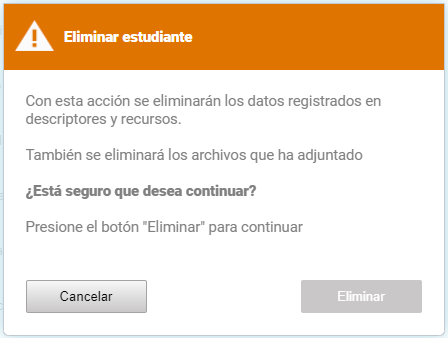 Eliminar estudiante
Con esta acción se eliminarán los datos registrados en
descriptores y recursos.
También se eliminará los archivos que ha adjuntado
¿Está seguro que desea continuar?
Presione el botón "Eliminar" para continuar
Cancelar
Eliminar